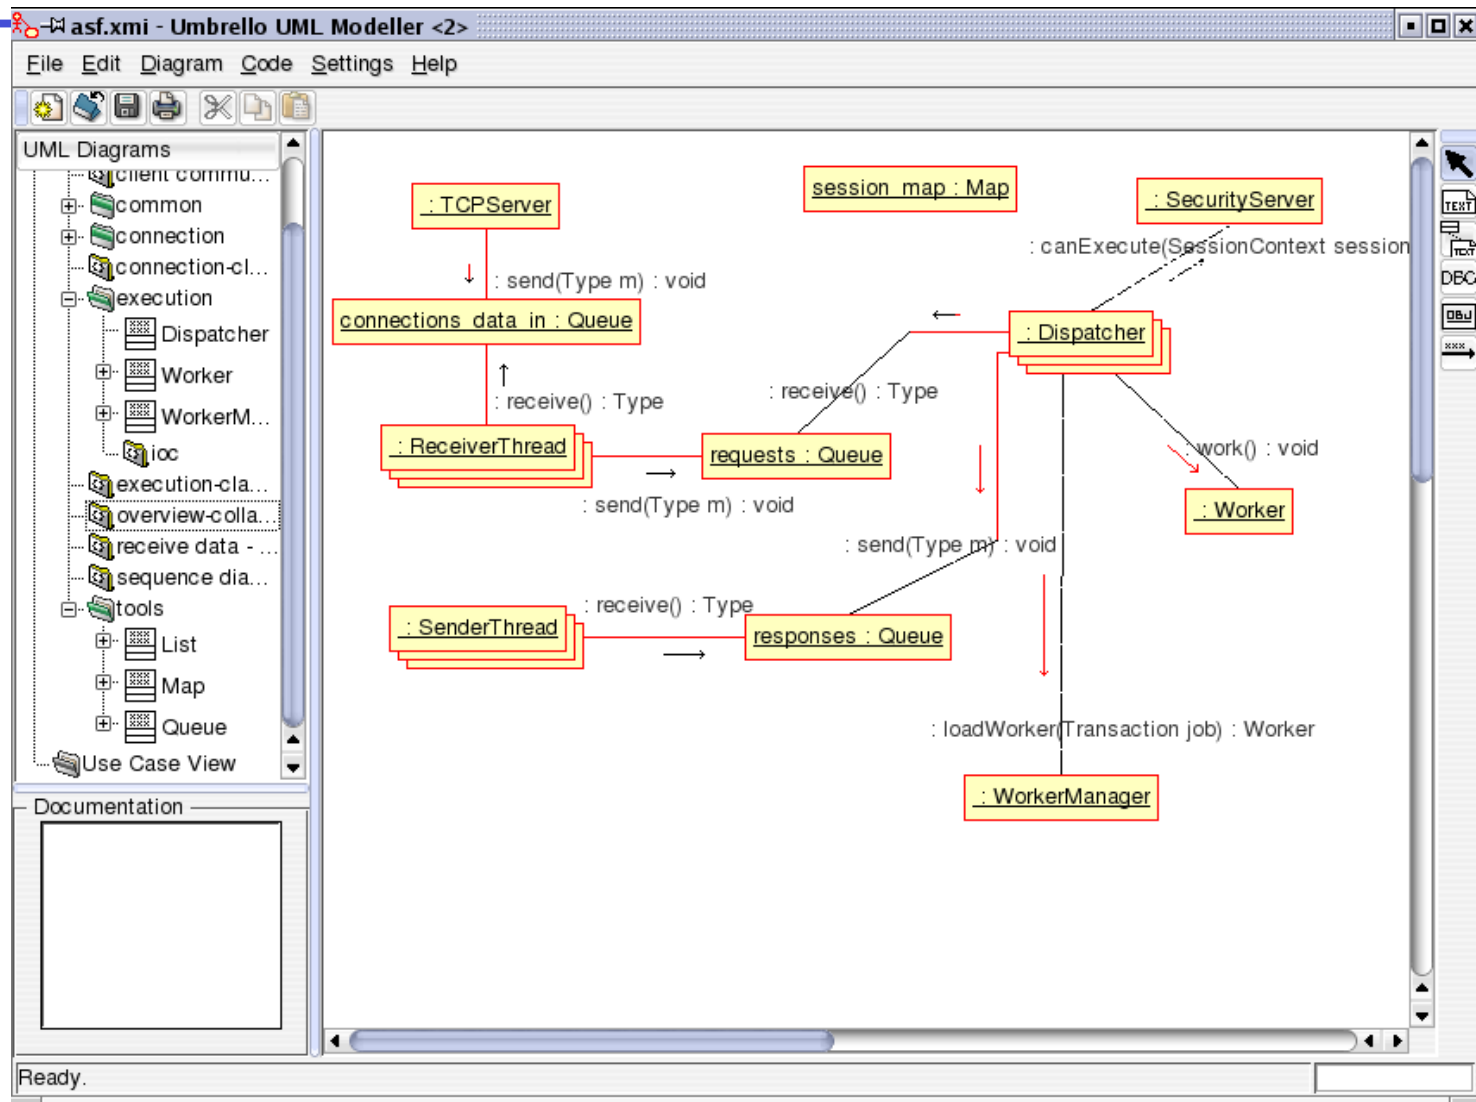 asf.xmi - Umbrello UML Modeller <2>
File Edit Diagram Code Settings Help
UML Diagrams
client commu...
common
connection
connection-cl...
execution
Dispatcher
Worker
WorkerM...
ioc
execution-cla...
overview-colla...
receive data - ...
sequence dia...
tools
List
Map
Queue
Use Case View
Documentation
: TCPServer
session_map : Map
: SecurityServer
: canExecute(SessionContext session
: send(Type m) : void
connections_data_in : Queue
: Dispatcher
: receive() : Type
: receive() : Type
: ReceiverThread
requests : Queue
: work() : void
: send(Type m) : void
: Worker
: send(Type m) : void
: receive() : Type
: SenderThread
responses : Queue
: loadWorker(Transaction job) : Worker
: WorkerManager
TEXT
TEXT
DBC
OBJ
xxx
Ready.